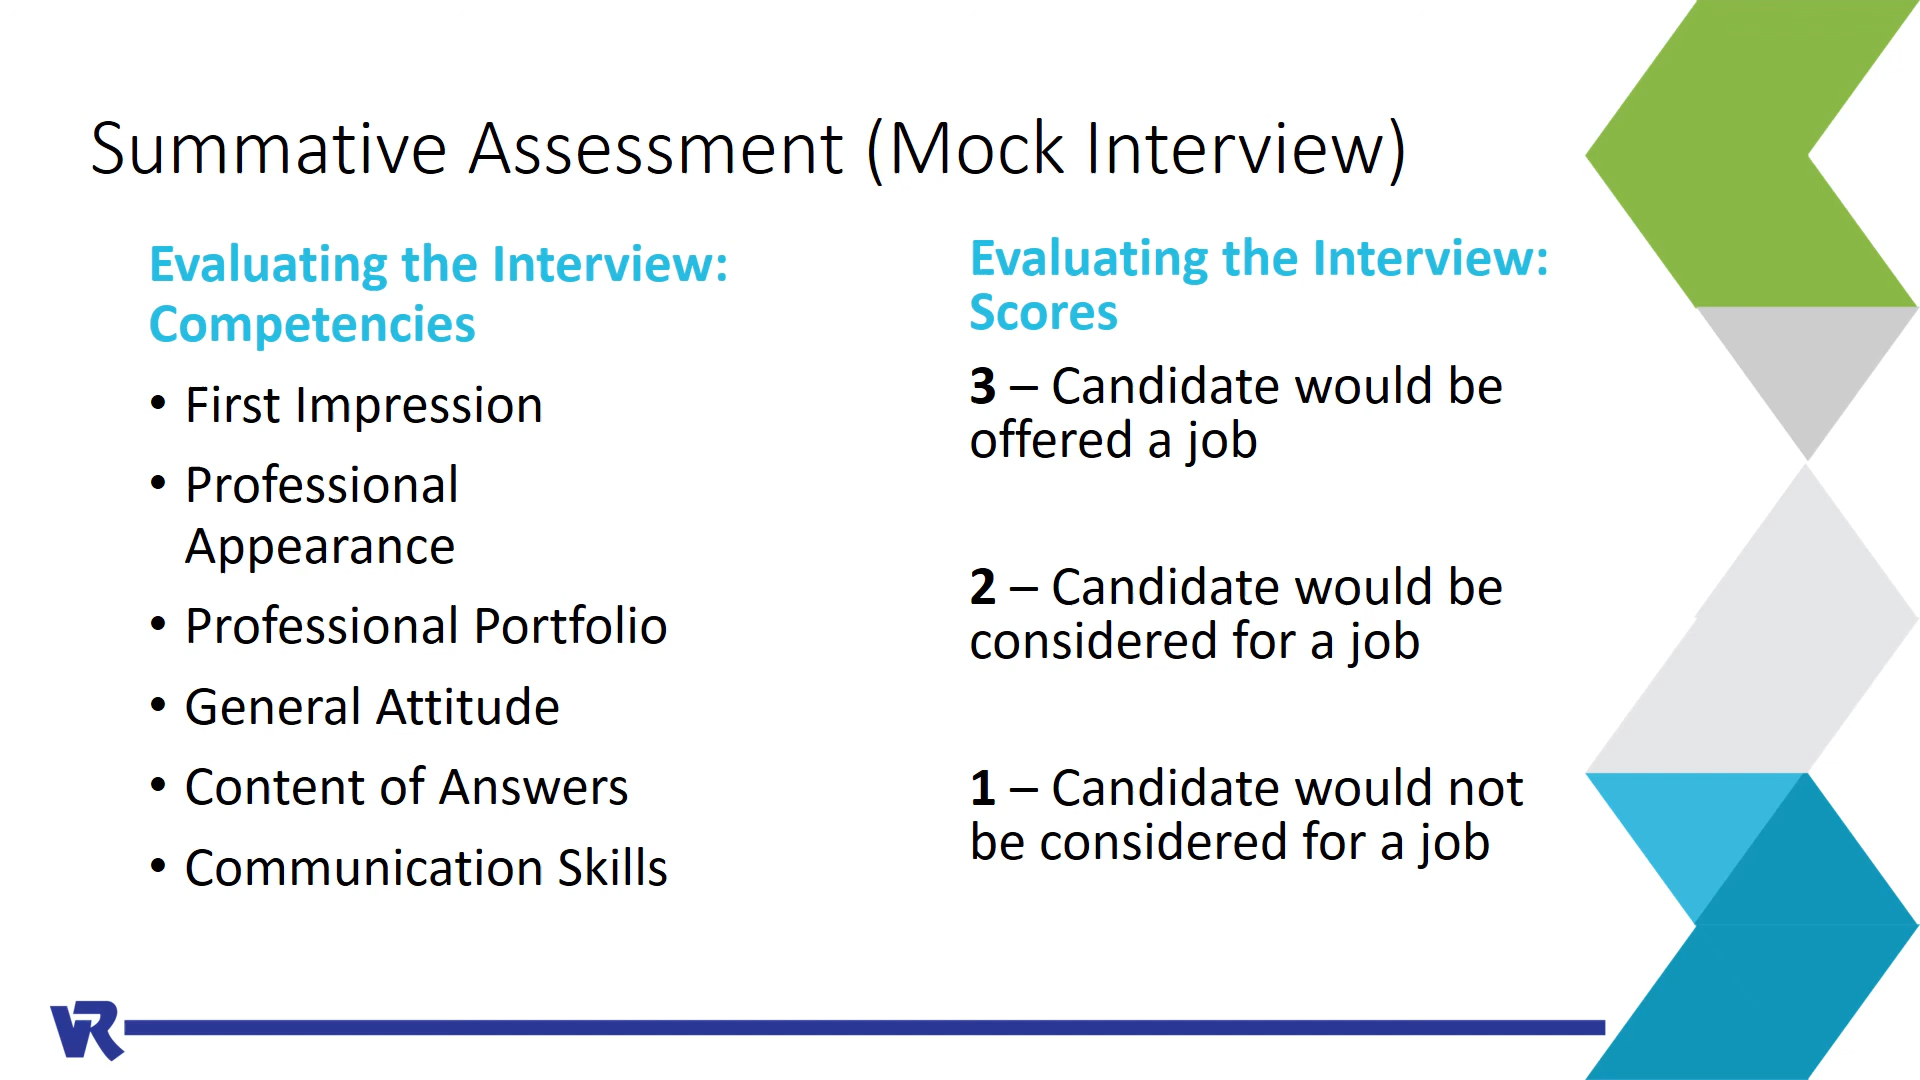 Summative Assessment (Mock Interview)
Evaluating the Interview:
Competencies
• First Impression
• Professional
Appearance
• Professional Portfolio
• General Attitude
• Content of Answers
• Communication Skills
Evaluating the Interview:
Scores
3 – Candidate would be
offered a job
2 – Candidate would be
considered for a job
1 – Candidate would not
be considered for a job
VR